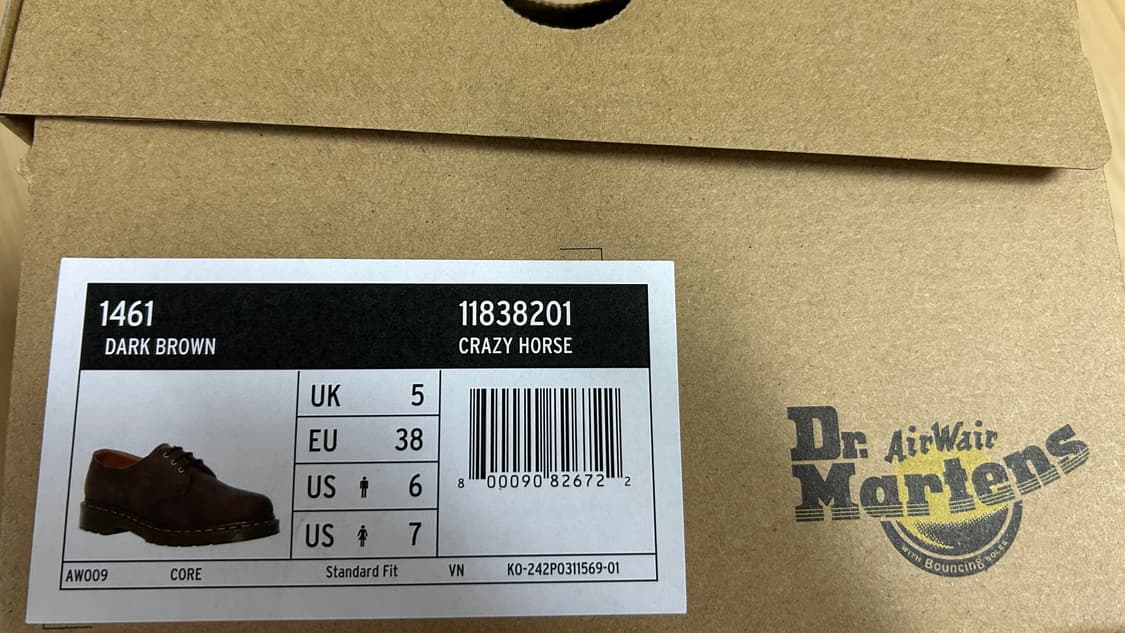 1461 11838201
DARK BROWN CRAZY HORSE
UK 5
EU 38
US 6
US 7
8 00090 82672 2
AW009 CORE Standard Fit VN KO-242P0311569-01
Dr. AirWair
Martens
WITH Bouncing SOLES